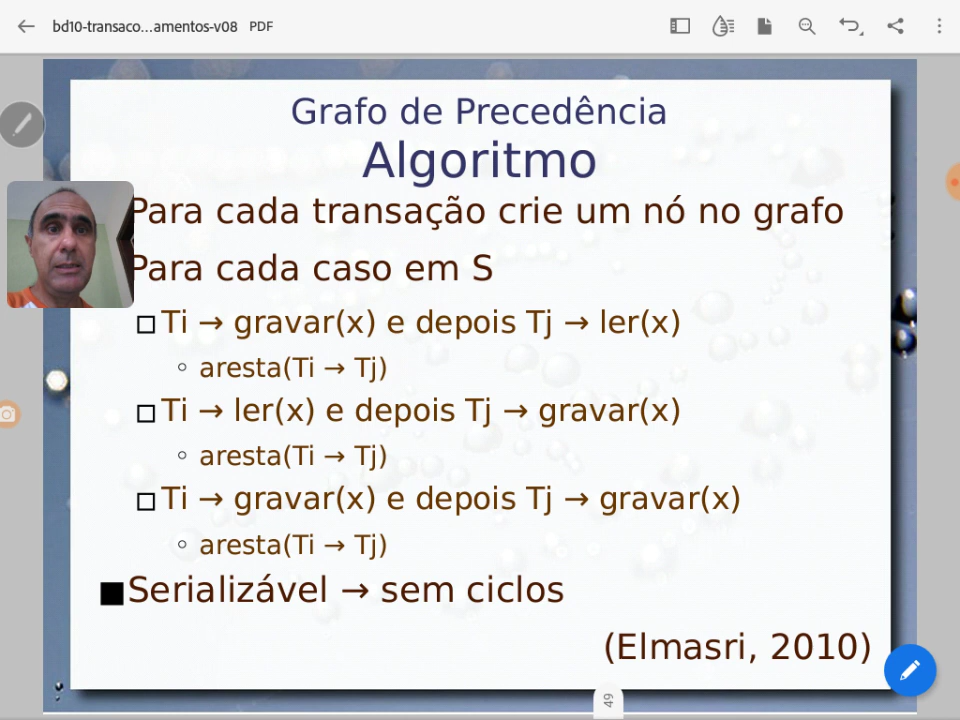 bd10-transaco...amentos-v08 PDF
Grafo de Precedência
Algoritmo
Para cada transação crie um nó no grafo
Para cada caso em S
Ti → gravar(x) e depois Tj → ler(x)
aresta(Ti → Tj)
Ti → ler(x) e depois Tj → gravar(x)
aresta(Ti → Tj)
Ti → gravar(x) e depois Tj → gravar(x)
aresta(Ti → Tj)
Serializável → sem ciclos
(Elmasri, 2010)
49